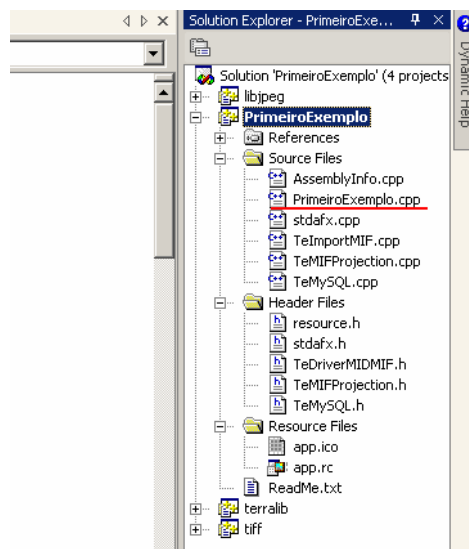 Solution Explorer - PrimeiroExe...
Solution 'PrimeiroExemplo' (4 projects
libjpeg
PrimeiroExemplo
References
Source Files
AssemblyInfo.cpp
PrimeiroExemplo.cpp
stdafx.cpp
TeImportMIF.cpp
TeMIFProjection.cpp
TeMySQL.cpp
Header Files
resource.h
stdafx.h
TeDriverMIDMIF.h
TeMIFProjection.h
TeMySQL.h
Resource Files
app.ico
app.rc
ReadMe.txt
terralib
tiff
Dynamic Help